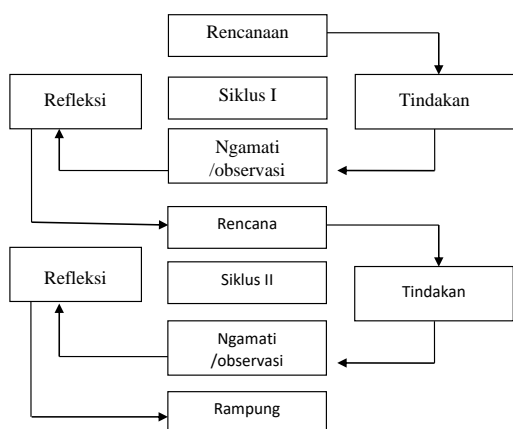 Rencanaan
Refleksi
Siklus I
Tindakan
Ngamati
/observasi
Rencana
Refleksi
Siklus II
Tindakan
Ngamati
/observasi
Rampung